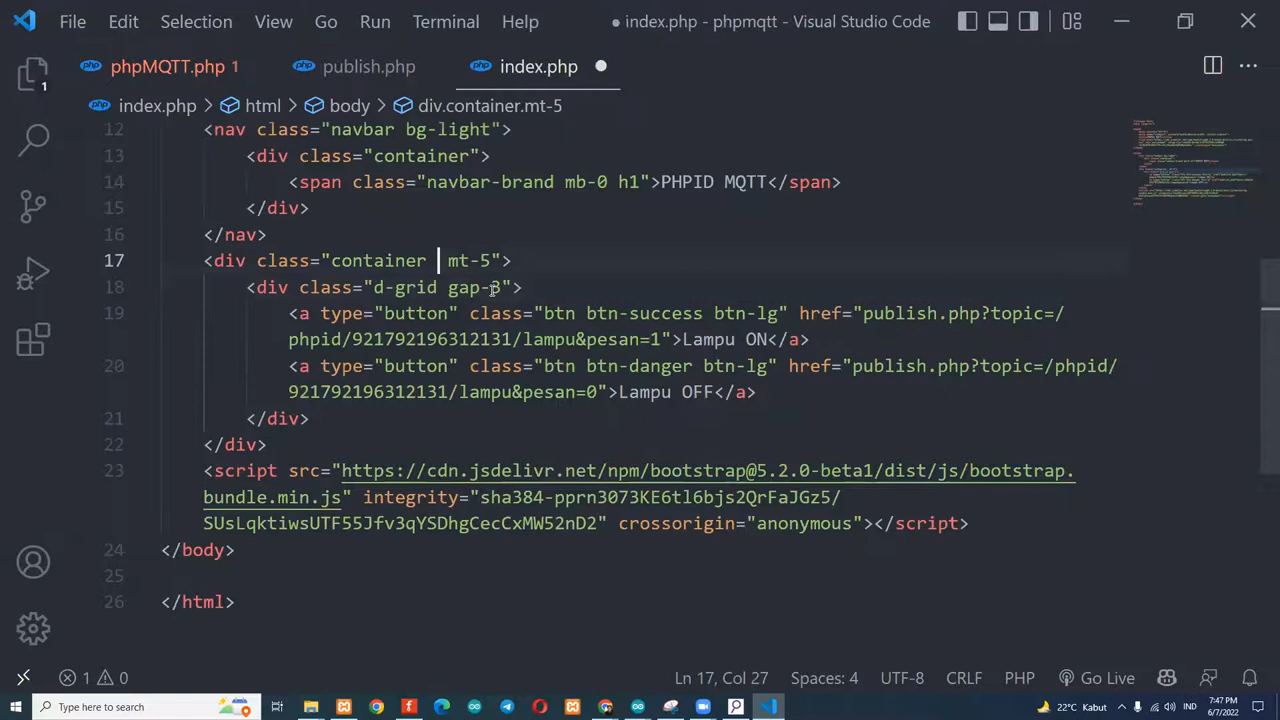 File Edit Selection View Go Run Terminal Help
● index.php - phpmqtt - Visual Studio Code
phpMQTT.php 1 publish.php index.php ●
index.php > html > body > div.container.mt-5
12 <nav class="navbar bg-light">
13 <div class="container">
14 <span class="navbar-brand mb-0 h1">PHPID MQTT</span>
15 </div>
16 </nav>
17 <div class="container  mt-5">
18 <div class="d-grid gap-3">
19 <a type="button" class="btn btn-success btn-lg" href="publish.php?topic=/
phpid/921792196312131/lampu&pesan=1">Lampu ON</a>
20 <a type="button" class="btn btn-danger btn-lg" href="publish.php?topic=/phpid/
921792196312131/lampu&pesan=0">Lampu OFF</a>
21 </div>
22 </div>
23 <script src="https://cdn.jsdelivr.net/npm/bootstrap@5.2.0-beta1/dist/js/bootstrap.
bundle.min.js" integrity="sha384-pprn3073KE6tl6bjs2QrFaJGz5/
SUsLqktiwsUTF55Jfv3qYSDhgCecCxMW52nD2" crossorigin="anonymous"></script>
24 </body>
25
26 </html>
1
1 0 Ln 17, Col 27 Spaces: 4 UTF-8 CRLF PHP Go Live
Type here to search 22°C Kabut IND 7:47 PM
6/7/2022